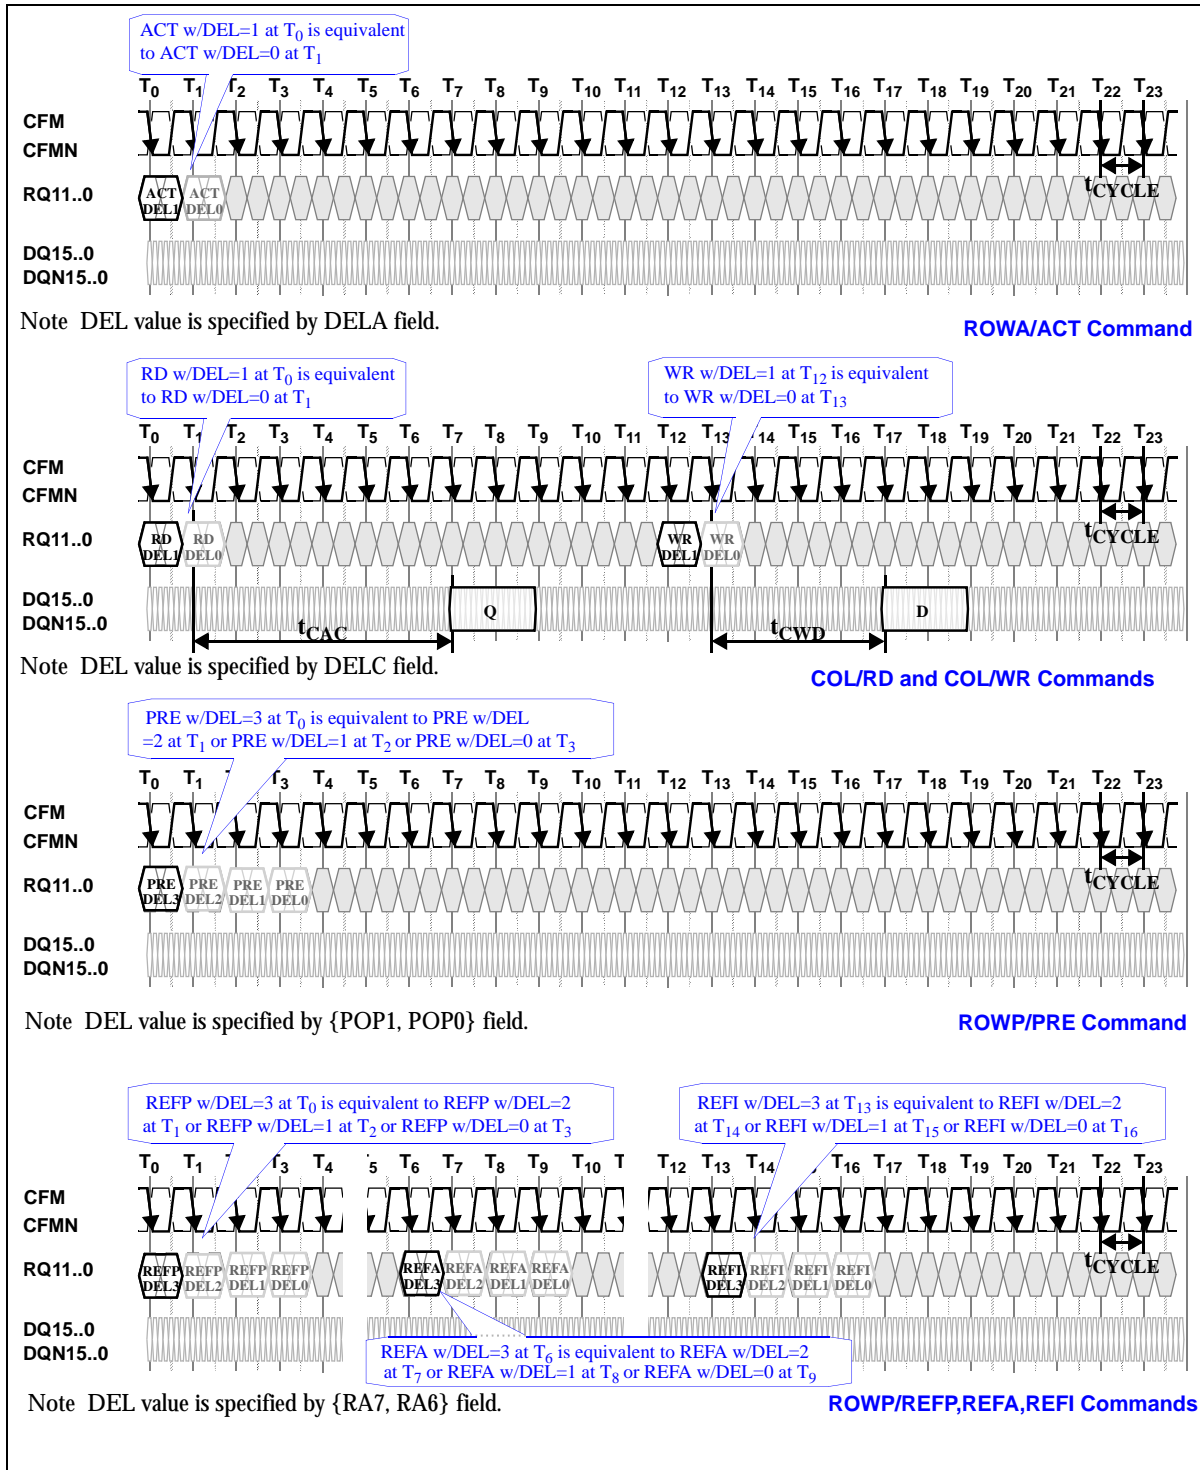 ACT w/DEL=1 at T0 is equivalent
to ACT w/DEL=0 at T1
T0 T1 T2 T3 T4 T5 T6 T7 T8 T9 T10 T11 T12 T13 T14 T15 T16 T17 T18 T19 T20 T21 T22 T23
CFM
CFMN
tCYCLE
RQ11..0
ACT DEL1
ACT DEL0
DQ15..0
DQN15..0
Note DEL value is specified by DELA field.
ROWA/ACT Command
RD w/DEL=1 at T0 is equivalent
to RD w/DEL=0 at T1
WR w/DEL=1 at T12 is equivalent
to WR w/DEL=0 at T13
T0 T1 T2 T3 T4 T5 T6 T7 T8 T9 T10 T11 T12 T13 T14 T15 T16 T17 T18 T19 T20 T21 T22 T23
CFM
CFMN
tCYCLE
RQ11..0
RD DEL1
RD DEL0
WR DEL1
WR DEL0
DQ15..0
DQN15..0
Q
D
tCAC
tCWD
Note DEL value is specified by DELC field.
COL/RD and COL/WR Commands
PRE w/DEL=3 at T0 is equivalent to PRE w/DEL
=2 at T1 or PRE w/DEL=1 at T2 or PRE w/DEL=0 at T3
T0 T1 T3 T4 T5 T6 T7 T8 T9 T10 T11 T12 T13 T14 T15 T16 T17 T18 T19 T20 T21 T22 T23
CFM
CFMN
tCYCLE
RQ11..0
PRE DEL3
PRE DEL2
PRE DEL1
PRE DEL0
DQ15..0
DQN15..0
Note DEL value is specified by {POP1, POP0} field.
ROWP/PRE Command
REFP w/DEL=3 at T0 is equivalent to REFP w/DEL=2
at T1 or REFP w/DEL=1 at T2 or REFP w/DEL=0 at T3
REFI w/DEL=3 at T13 is equivalent to REFI w/DEL=2
at T14 or REFI w/DEL=1 at T15 or REFI w/DEL=0 at T16
T0 T1 T3 T4 5 T6 T7 T8 T9 T10 T12 T13 T14 T16 T17 T18 T19 T20 T21 T22 T23
CFM
CFMN
tCYCLE
RQ11..0
REFP DEL3
REFP DEL2
REFP DEL1
REFP DEL0
REFA DEL3
REFA DEL2
REFA DEL1
REFA DEL0
REFI DEL3
REFI DEL2
REFI DEL1
REFI DEL0
DQ15..0
DQN15..0
REFA w/DEL=3 at T6 is equivalent to REFA w/DEL=2
at T7 or REFA w/DEL=1 at T8 or REFA w/DEL=0 at T9
Note DEL value is specified by {RA7, RA6} field.
ROWP/REFP,REFA,REFI Commands